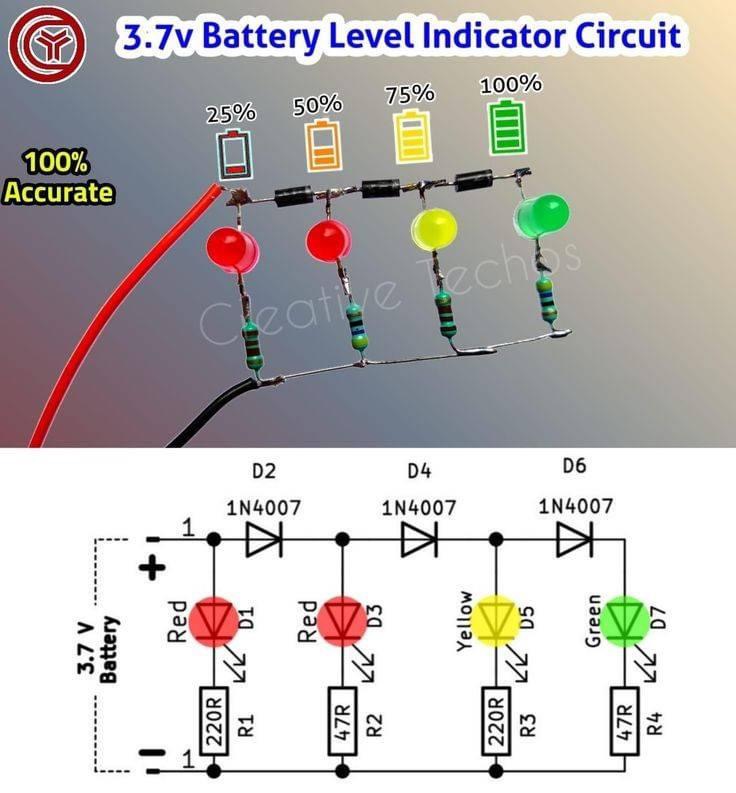 3.7v Battery Level Indicator Circuit
25%
50%
75%
100%
100%
Accurate
Creative Techos
D2
D4
D6
1N4007
1N4007
1N4007
1
+
3.7 V
Battery
Red
D1
Red
D3
Yellow
D5
Green
D7
220R
R1
47R
R2
220R
R3
47R
R4
1